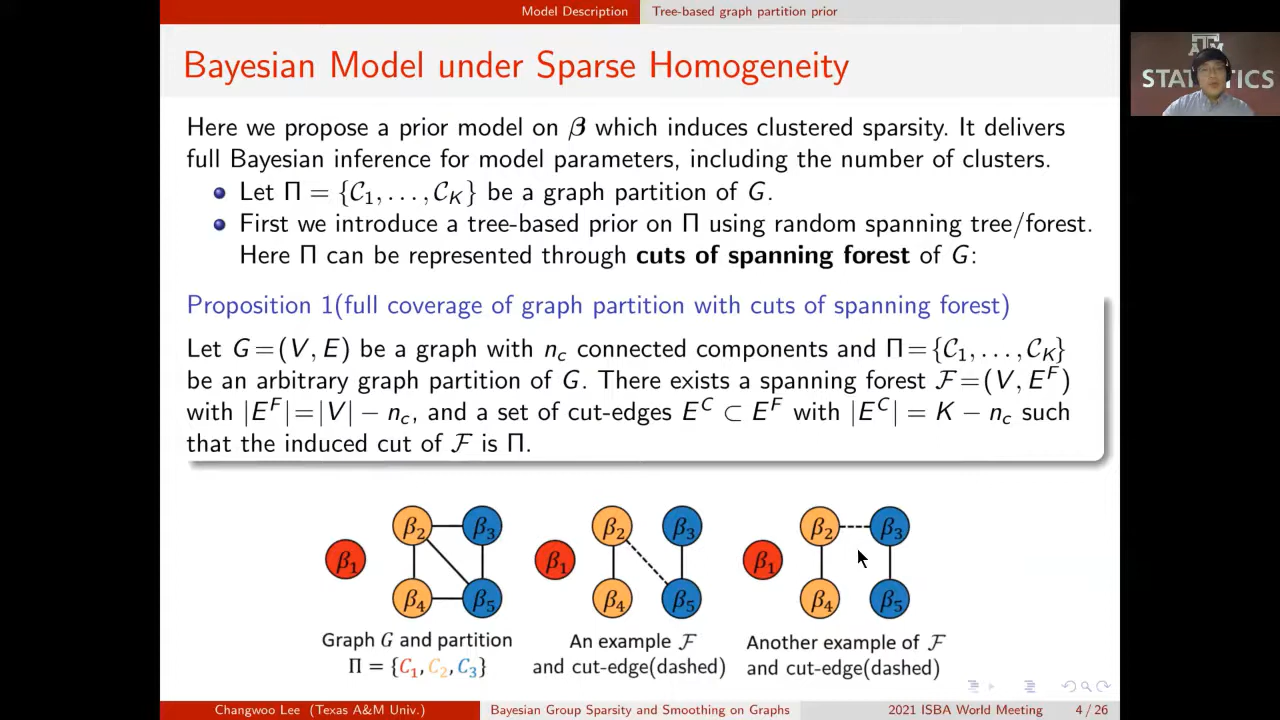 Model Description Tree-based graph partition prior
Bayesian Model under Sparse Homogeneity
Here we propose a prior model on β which induces clustered sparsity. It delivers
full Bayesian inference for model parameters, including the number of clusters.
Let Π = {C₁, . . . , C_K} be a graph partition of G.
First we introduce a tree-based prior on Π using random spanning tree/forest.
Here Π can be represented through cuts of spanning forest of G:
Proposition 1(full coverage of graph partition with cuts of spanning forest)
Let G=(V, E) be a graph with n_c connected components and Π={C₁, . . . , C_K}
be an arbitrary graph partition of G. There exists a spanning forest F=(V, E^F)
with |E^F|=|V| − n_c, and a set of cut-edges E^C ⊂ E^F with |E^C| = K − n_c such
that the induced cut of F is Π.
β₂ β₃ β₂ β₃ β₂ β₃
β₁ β₁ β₁
β₄ β₅ β₄ β₅ β₄ β₅
Graph G and partition An example F Another example of F
Π = {C₁, C₂, C₃} and cut-edge(dashed) and cut-edge(dashed)
Changwoo Lee (Texas A&M Univ.) Bayesian Group Sparsity and Smoothing on Graphs 2021 ISBA World Meeting 4 / 26